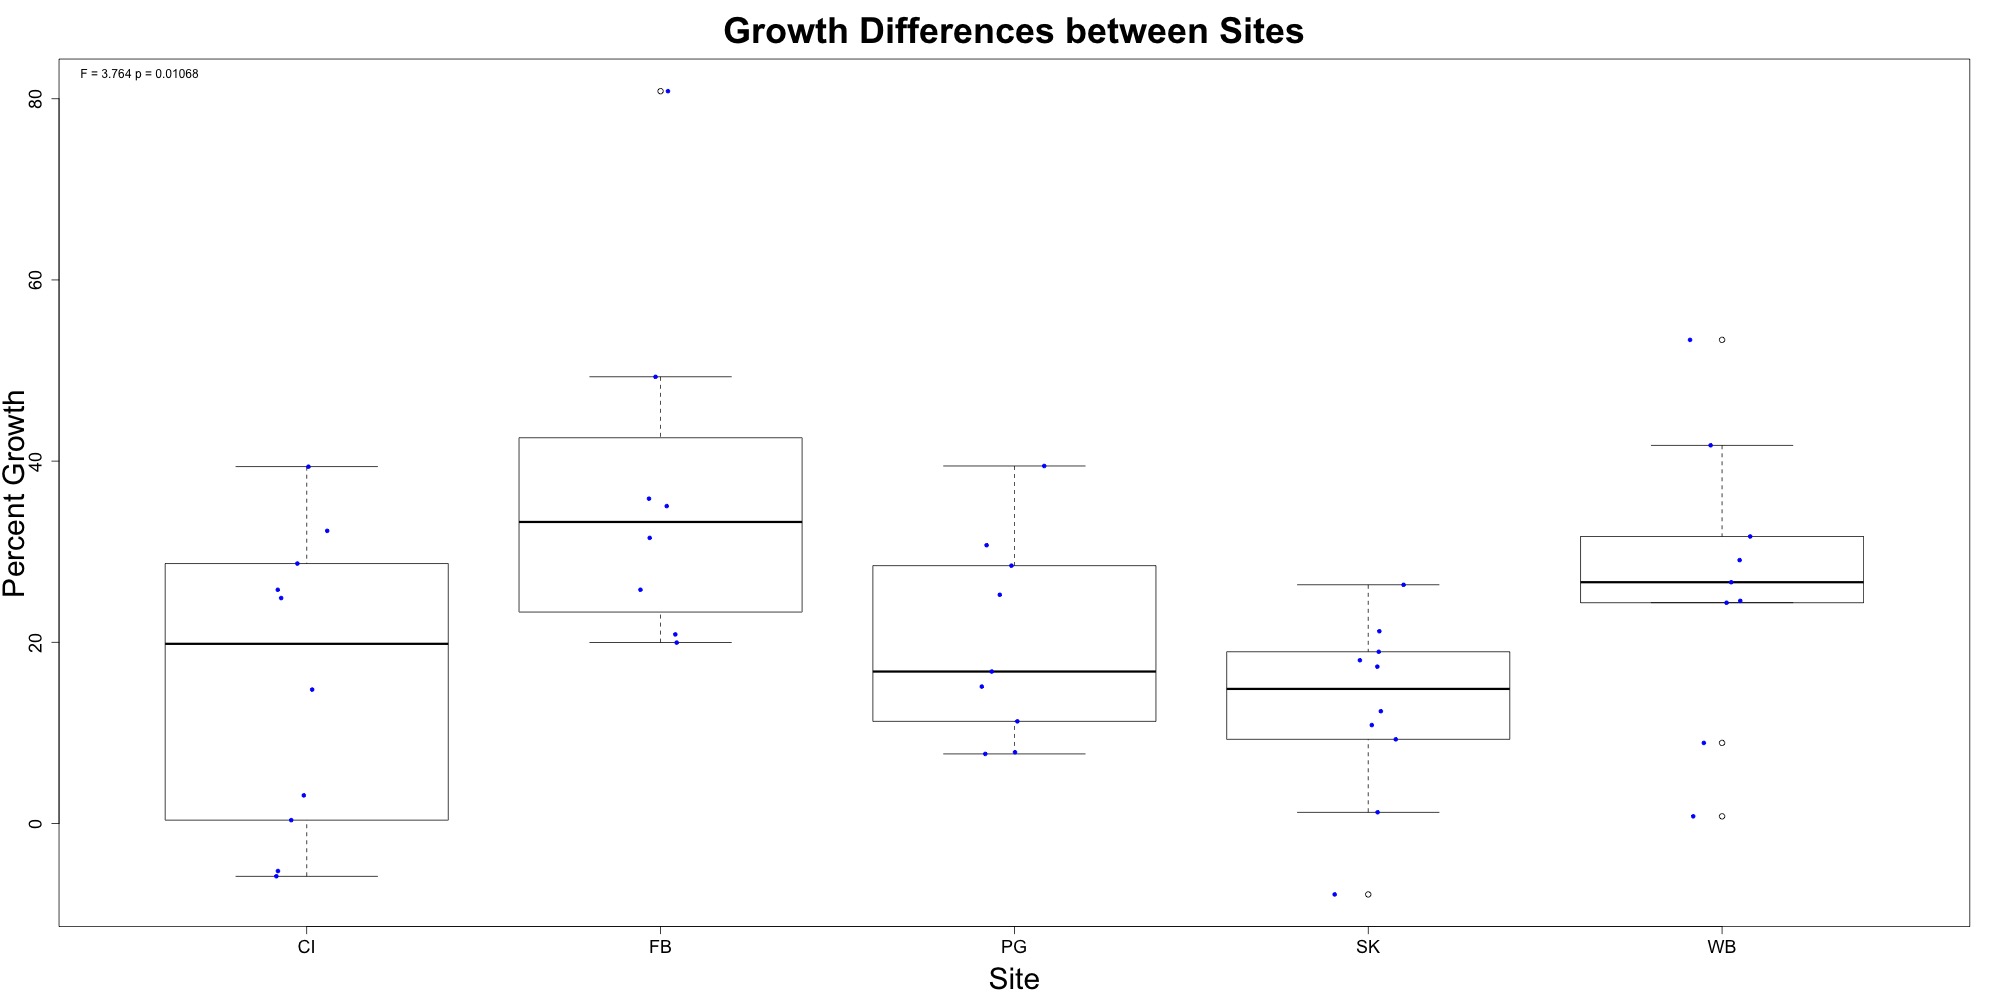 Growth Differences between Sites
F = 3.764 p = 0.01068
Percent Growth
80
60
40
20
0
CI FB PG SK WB
Site